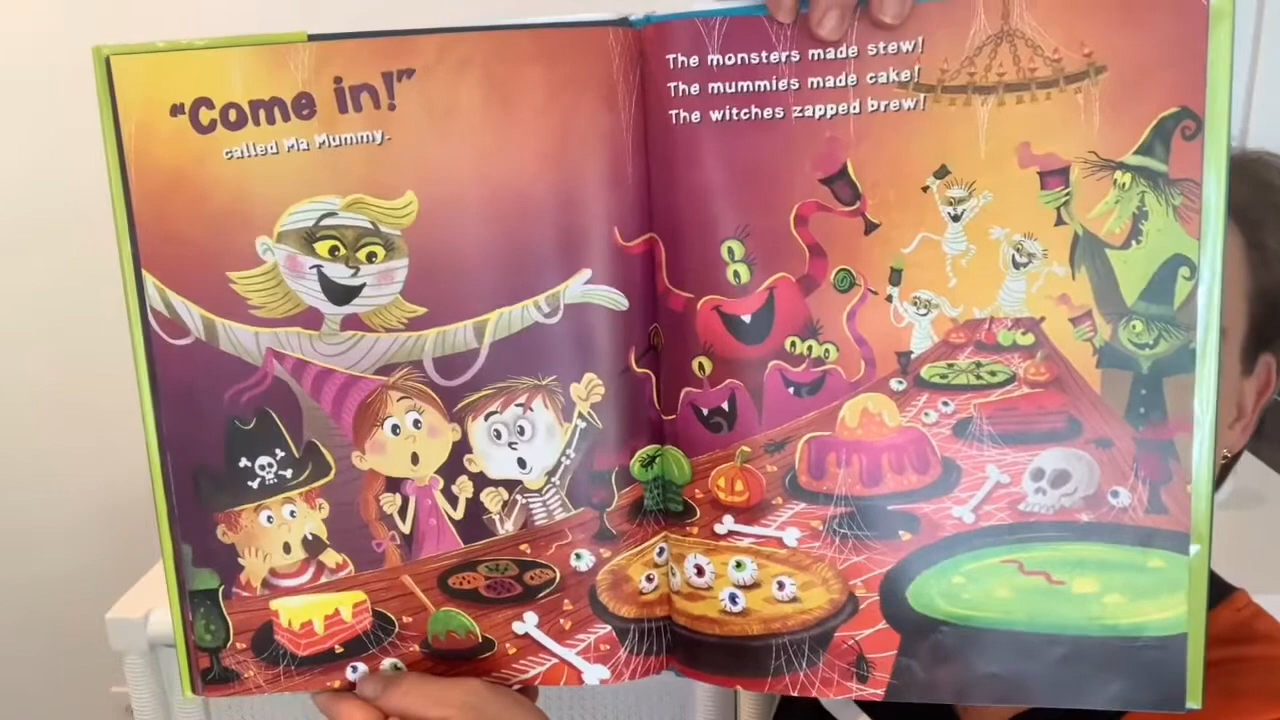 "Come in!"
called Ma Mummy.
The monsters made stew!
The mummies made cake!
The witches zapped brew!